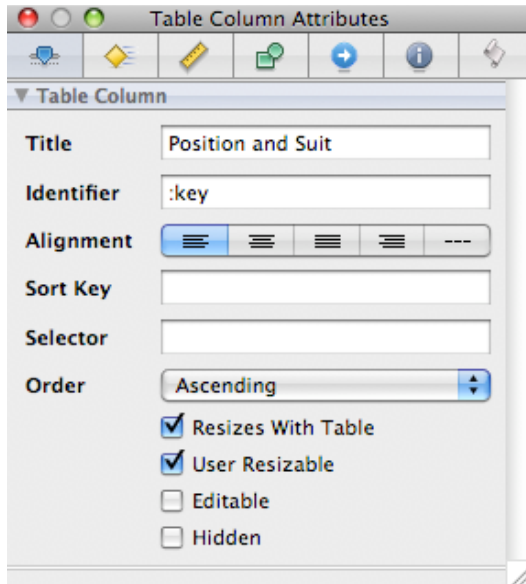 Table Column Attributes
Table Column
Title Position and Suit
Identifier :key
Alignment ---
Sort Key
Selector
Order Ascending
Resizes With Table
User Resizable
Editable
Hidden